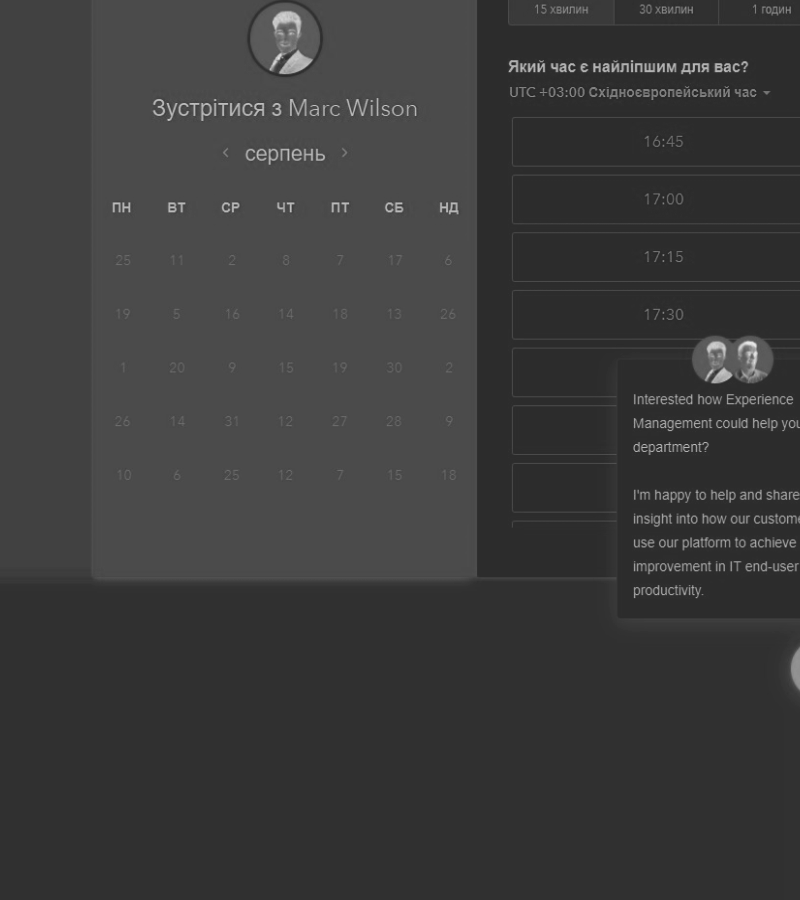 15 хвилин 30 хвилин 1 годин
Зустрітися з Marc Wilson
серпень
ПН ВТ СР ЧТ ПТ СБ НД
25 11 2 8 7 17 6
19 5 16 14 18 13 26
1 20 9 15 19 30 2
26 14 31 12 27 28 9
10 6 25 12 7 15 18
Який час є найліпшим для вас?
UTC +03:00 Східноєвропейський час
16:45
17:00
17:15
17:30
Interested how Experience
Management could help you
department?
I'm happy to help and share
insight into how our custome
use our platform to achieve
improvement in IT end-user
productivity.